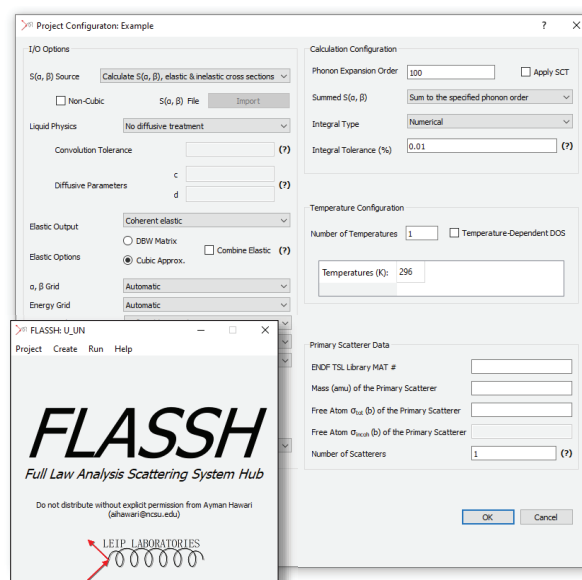 Project Configuraton: Example
? ×
I/O Options
S(α, β) Source
Calculate S(α, β), elastic & inelastic cross sections
Non-Cubic
S(α, β) File
Import
Liquid Physics
No diffusive treatment
Convolution Tolerance
(?)
Diffusive Parameters
c
d
(?)
Elastic Output
Coherent elastic
Elastic Options
DBW Matrix
Cubic Approx.
Combine Elastic
(?)
α, β Grid
Automatic
Energy Grid
Automatic
Calculation Configuration
Phonon Expansion Order
100
Apply SCT
Summed S(α, β)
Sum to the specified phonon order
Integral Type
Numerical
Integral Tolerance (%)
0.01
(?)
Temperature Configuration
Number of Temperatures
1
Temperature-Dependent DOS
Temperatures (K):
296
Primary Scatterer Data
ENDF TSL Library MAT #
Mass (amu) of the Primary Scatterer
Free Atom σtot (b) of the Primary Scatterer
Free Atom σincoh (b) of the Primary Scatterer
Number of Scatterers
1
(?)
OK
Cancel
FLASSH: U_UN
Project Create Run Help
FLASSH
Full Law Analysis Scattering System Hub
Do not distribute without explicit permission from Ayman Hawari
(aihawari@ncsu.edu)
LEIP LABORATORIES